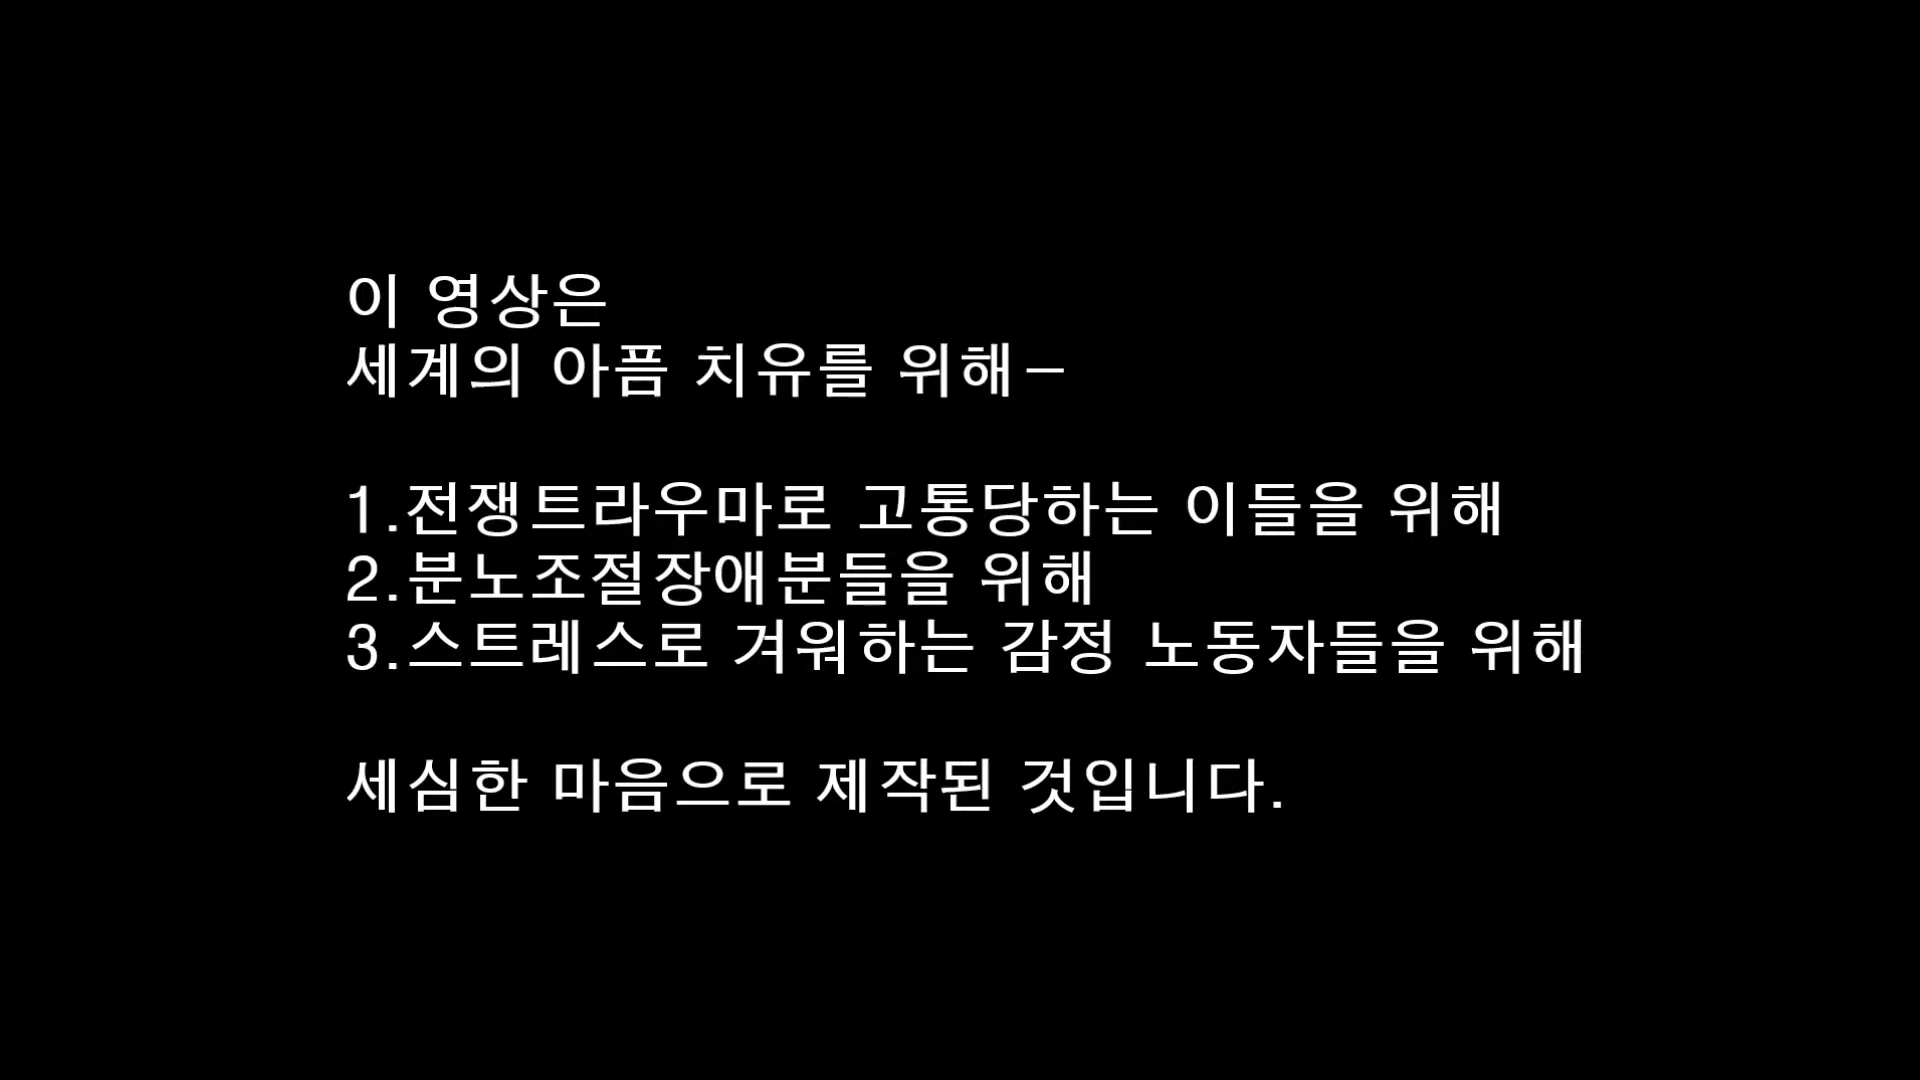 이 영상은
세계의 아픔 치유를 위해–
1.전쟁트라우마로 고통당하는 이들을 위해
2.분노조절장애분들을 위해
3.스트레스로 겨워하는 감정 노동자들을 위해
세심한 마음으로 제작된 것입니다.